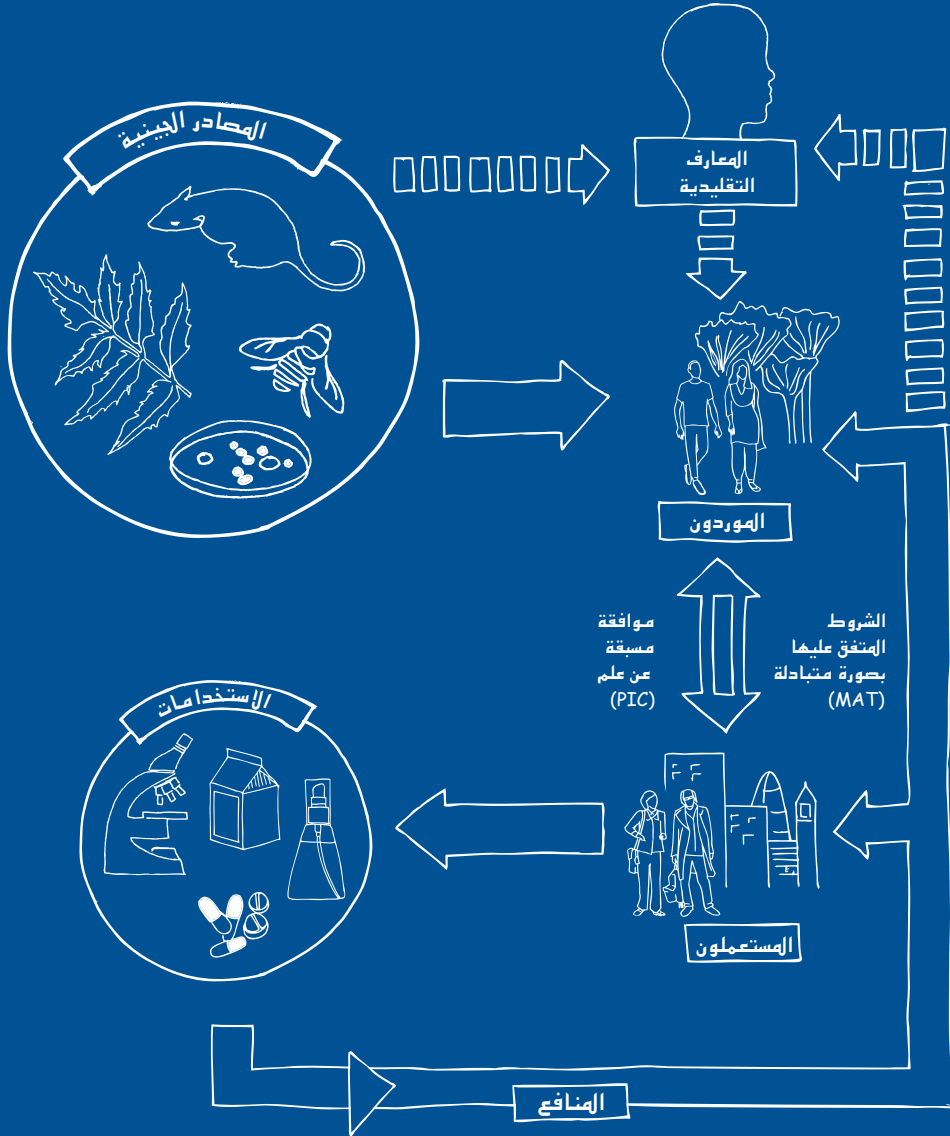 المصادر الجينية
المعارف
التقليدية
الموردون
الشروط
المتفق عليها
بصورة متبادلة
(MAT)
موافقة
مسبقة
عن علم
(PIC)
الإستخدامات
المستعملون
المنافع